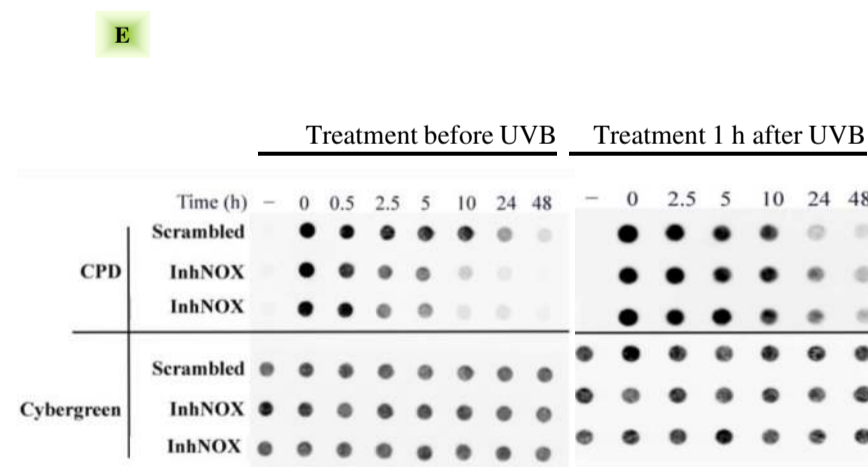 E
Treatment before UVB Treatment 1 h after UVB
Time (h) – 0 0.5 2.5 5 10 24 48 – 0 2.5 5 10 24 48
Scrambled
CPD InhNOX
InhNOX
Scrambled
Cybergreen InhNOX
InhNOX